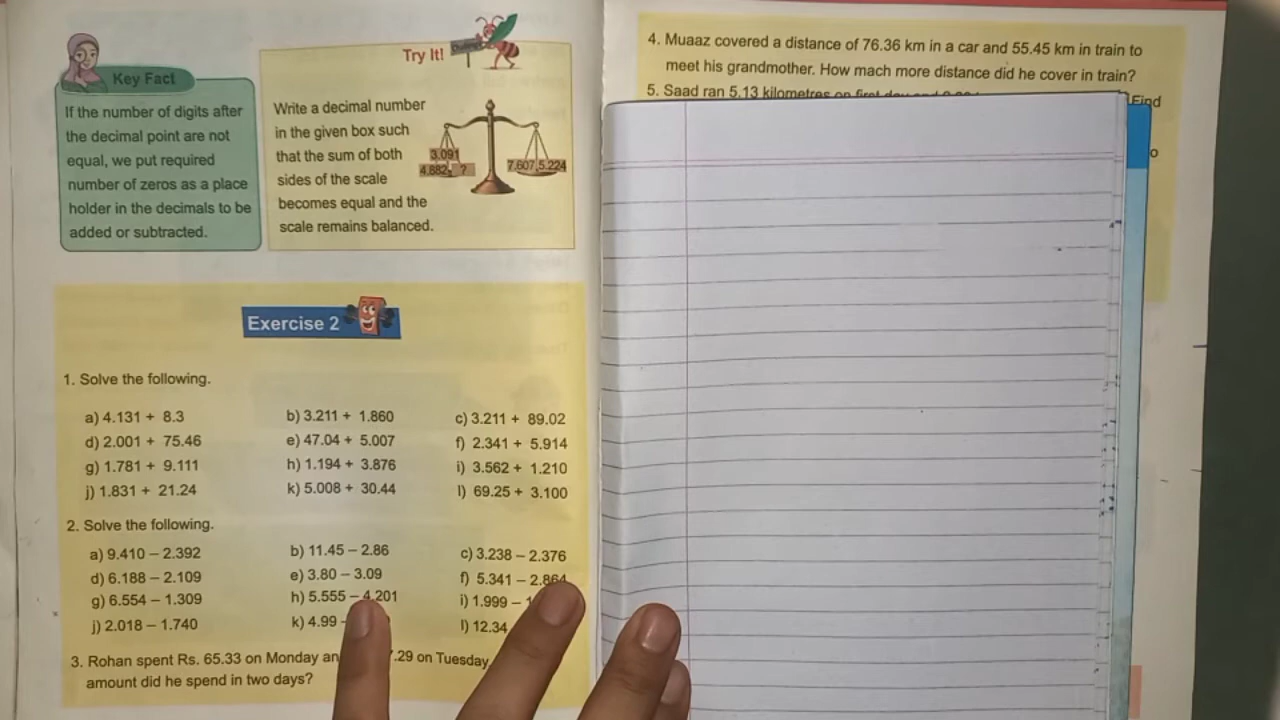 Key Fact
If the number of digits after
the decimal point are not
equal, we put required
number of zeros as a place
holder in the decimals to be
added or subtracted.
Try It!
Write a decimal number
in the given box such
that the sum of both
sides of the scale
becomes equal and the
scale remains balanced.
3.091
4.882, ?
7.607,5.224
Exercise 2
1. Solve the following.
a) 4.131 + 8.3 b) 3.211 + 1.860 c) 3.211 + 89.02
d) 2.001 + 75.46 e) 47.04 + 5.007 f) 2.341 + 5.914
g) 1.781 + 9.111 h) 1.194 + 3.876 i) 3.562 + 1.210
j) 1.831 + 21.24 k) 5.008 + 30.44 l) 69.25 + 3.100
2. Solve the following.
a) 9.410 – 2.392 b) 11.45 – 2.86 c) 3.238 – 2.376
d) 6.188 – 2.109 e) 3.80 – 3.09 f) 5.341 – 2.864
g) 6.554 – 1.309 h) 5.555 – 4.201 i) 1.999 –
j) 2.018 – 1.740 k) 4.99 - l) 12.34
3. Rohan spent Rs. 65.33 on Monday an .29 on Tuesday
amount did he spend in two days?
4. Muaaz covered a distance of 76.36 km in a car and 55.45 km in train to
meet his grandmother. How mach more distance did he cover in train?
5. Saad ran 5.13 kilometres on first day and Find